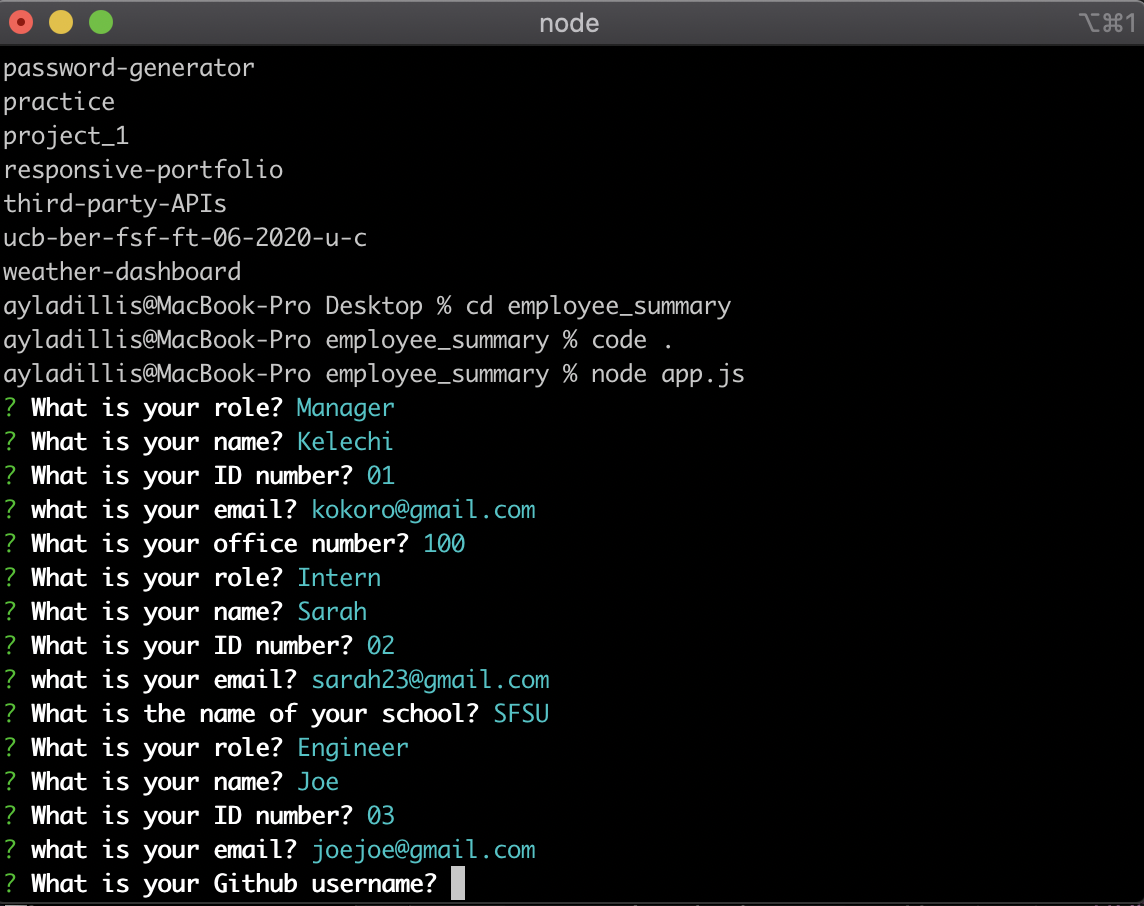 node
⌥⌘1
password-generator
practice
project_1
responsive-portfolio
third-party-APIs
ucb-ber-fsf-ft-06-2020-u-c
weather-dashboard
ayladillis@MacBook-Pro Desktop % cd employee_summary
ayladillis@MacBook-Pro employee_summary % code .
ayladillis@MacBook-Pro employee_summary % node app.js
? What is your role? Manager
? What is your name? Kelechi
? What is your ID number? 01
? what is your email? kokoro@gmail.com
? What is your office number? 100
? What is your role? Intern
? What is your name? Sarah
? What is your ID number? 02
? what is your email? sarah23@gmail.com
? What is the name of your school? SFSU
? What is your role? Engineer
? What is your name? Joe
? What is your ID number? 03
? what is your email? joejoe@gmail.com
? What is your Github username?